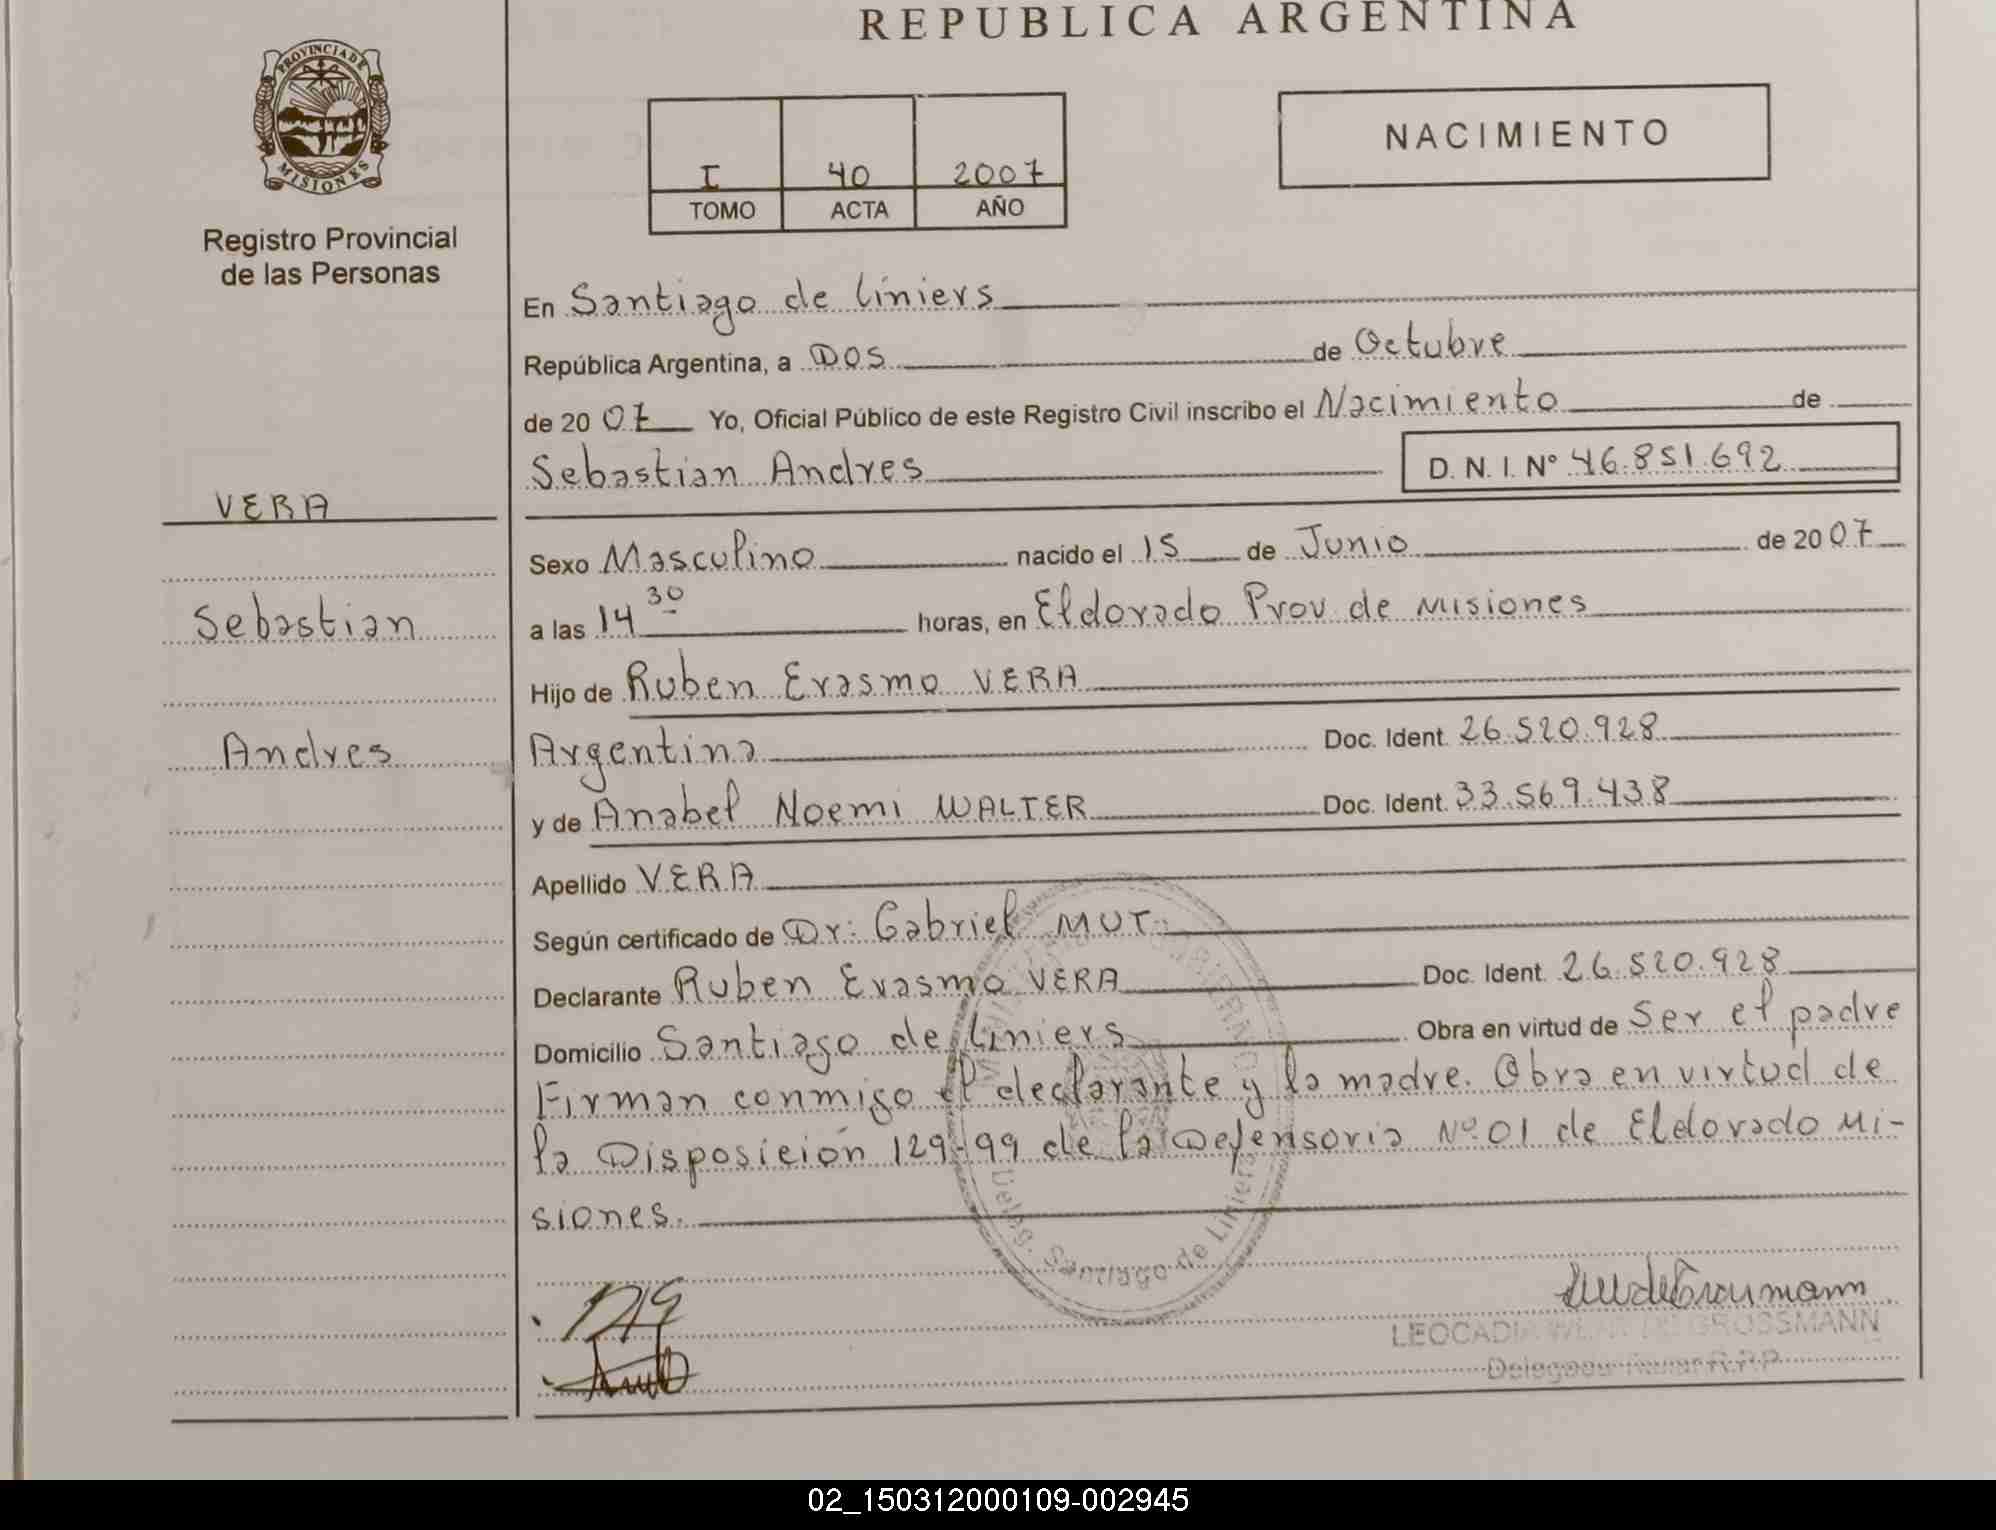 REPUBLICA ARGENTINA
PROVINCIA DE
MISIONES
Registro Provincial
de las Personas
I 40 2007
TOMO ACTA AÑO
NACIMIENTO
VERA
Sebastian
Andres
En Santiago de Liniers
República Argentina, a DOS de Octubre
de 20 07 Yo, Oficial Público de este Registro Civil inscribo el Nacimiento de
Sebastian Andres D. N. I. Nº 46.851.692
Sexo Masculino nacido el 15 de Junio de 20 07
a las 14 30 horas, en Eldorado Prov. de Misiones
Hijo de Ruben Erasmo VERA
Argentina Doc. Ident. 26.520.928
y de Anabel Noemi WALTER Doc. Ident. 33.569.438
Apellido VERA
Según certificado de Dr: Gabriel MUT.
Declarante Ruben Erasmo VERA Doc. Ident. 26.520.928
Domicilio Santiago de Liniers Obra en virtud de Ser el padre
Firman conmigo el declarante y la madre. Obra en virtud de
la Disposición 129-99 de la Defensoria Nº 01 de Eldorado Mi-
siones.
Deleg. Santiago de Liniers
LEOCADIA DE GROSSMANN
R.P.P
02_150312000109-002945